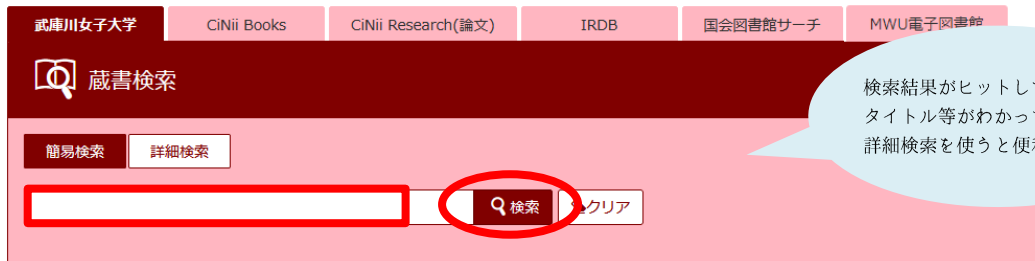 武庫川女子大学
CiNii Books
CiNii Research(論文)
IRDB
国会図書館サーチ
MWU電子図書館
蔵書検索
検索結果がヒットし
タイトル等がわかっ
詳細検索を使うと便
簡易検索
詳細検索
検索
クリア